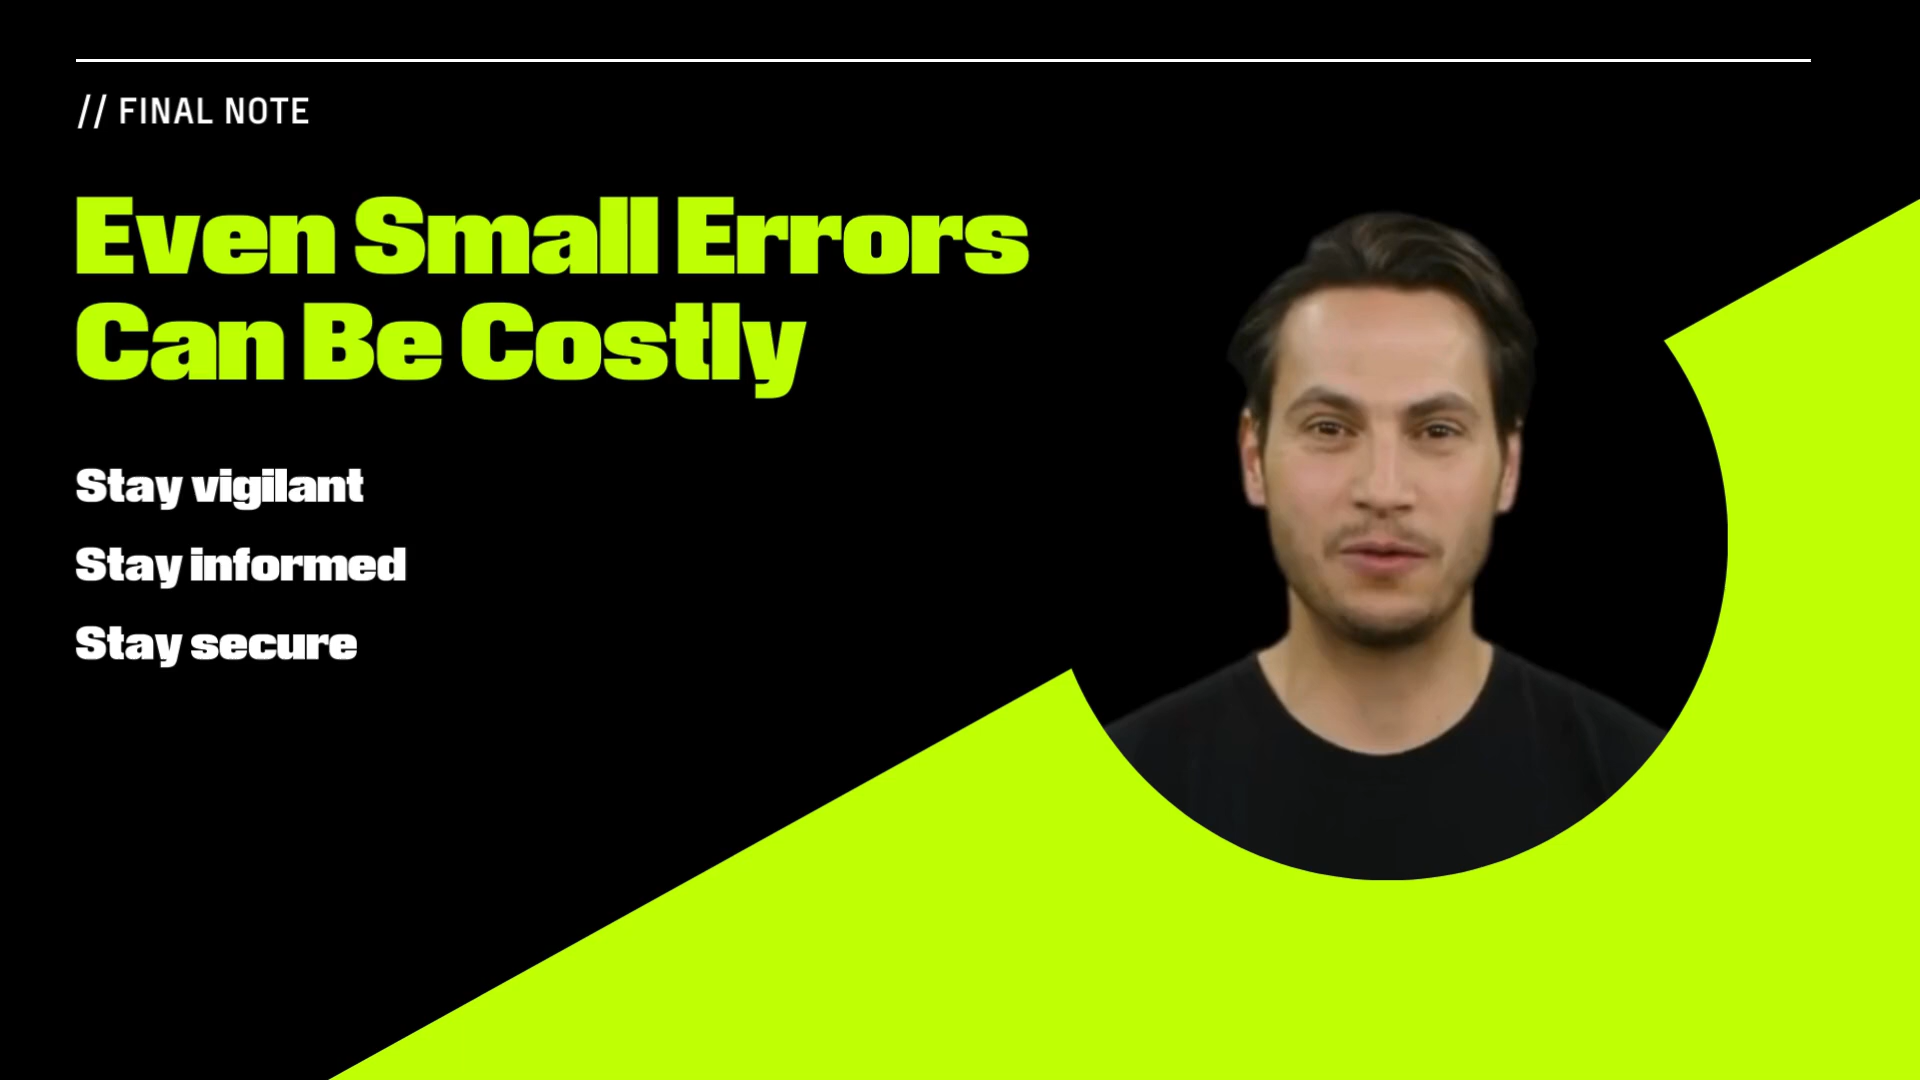 // FINAL NOTE
Even Small Errors
Can Be Costly
Stay vigilant
Stay informed
Stay secure